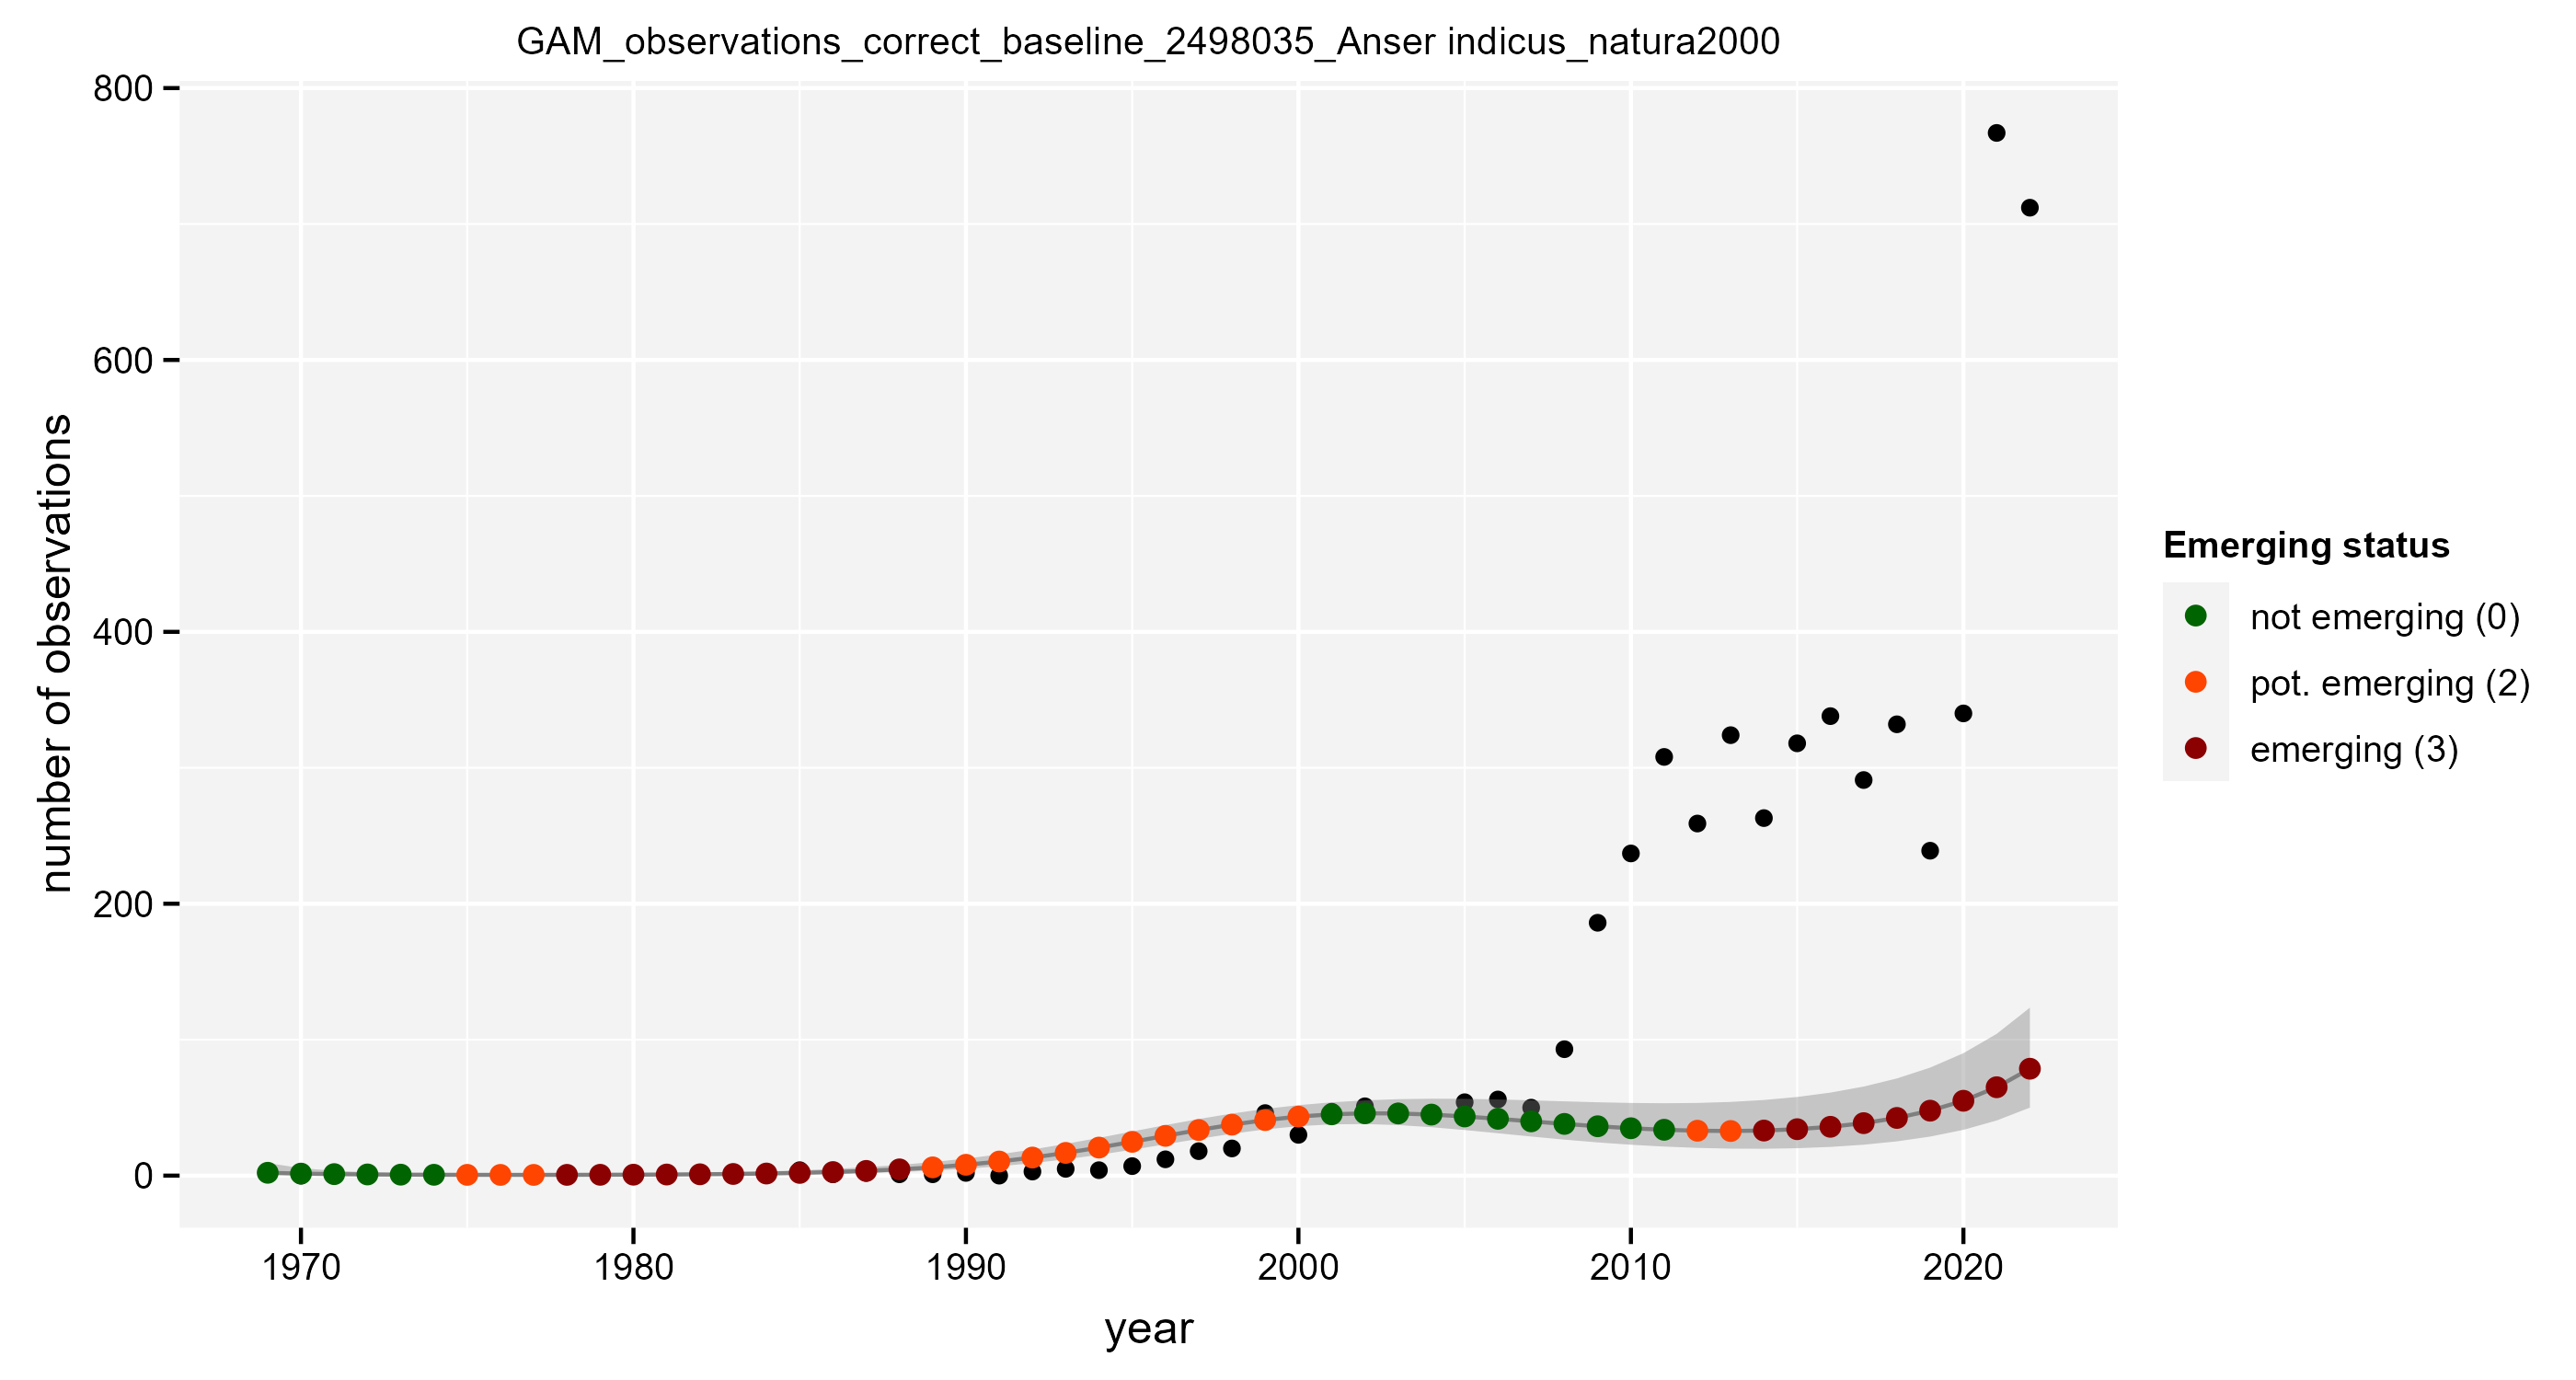 GAM_observations_correct_baseline_2498035_Anser indicus_natura2000
800
600
400
200
0
number of observations
1970 1980 1990 2000 2010 2020
year
Emerging status
not emerging (0)
pot. emerging (2)
emerging (3)